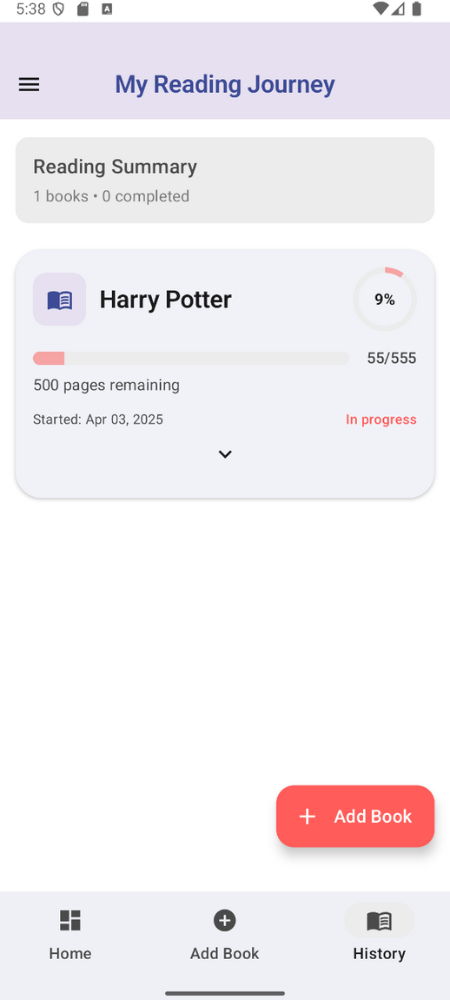 5:38
My Reading Journey
Reading Summary
1 books • 0 completed
Harry Potter
9%
55/555
500 pages remaining
Started: Apr 03, 2025
In progress
+ Add Book
Home
Add Book
History